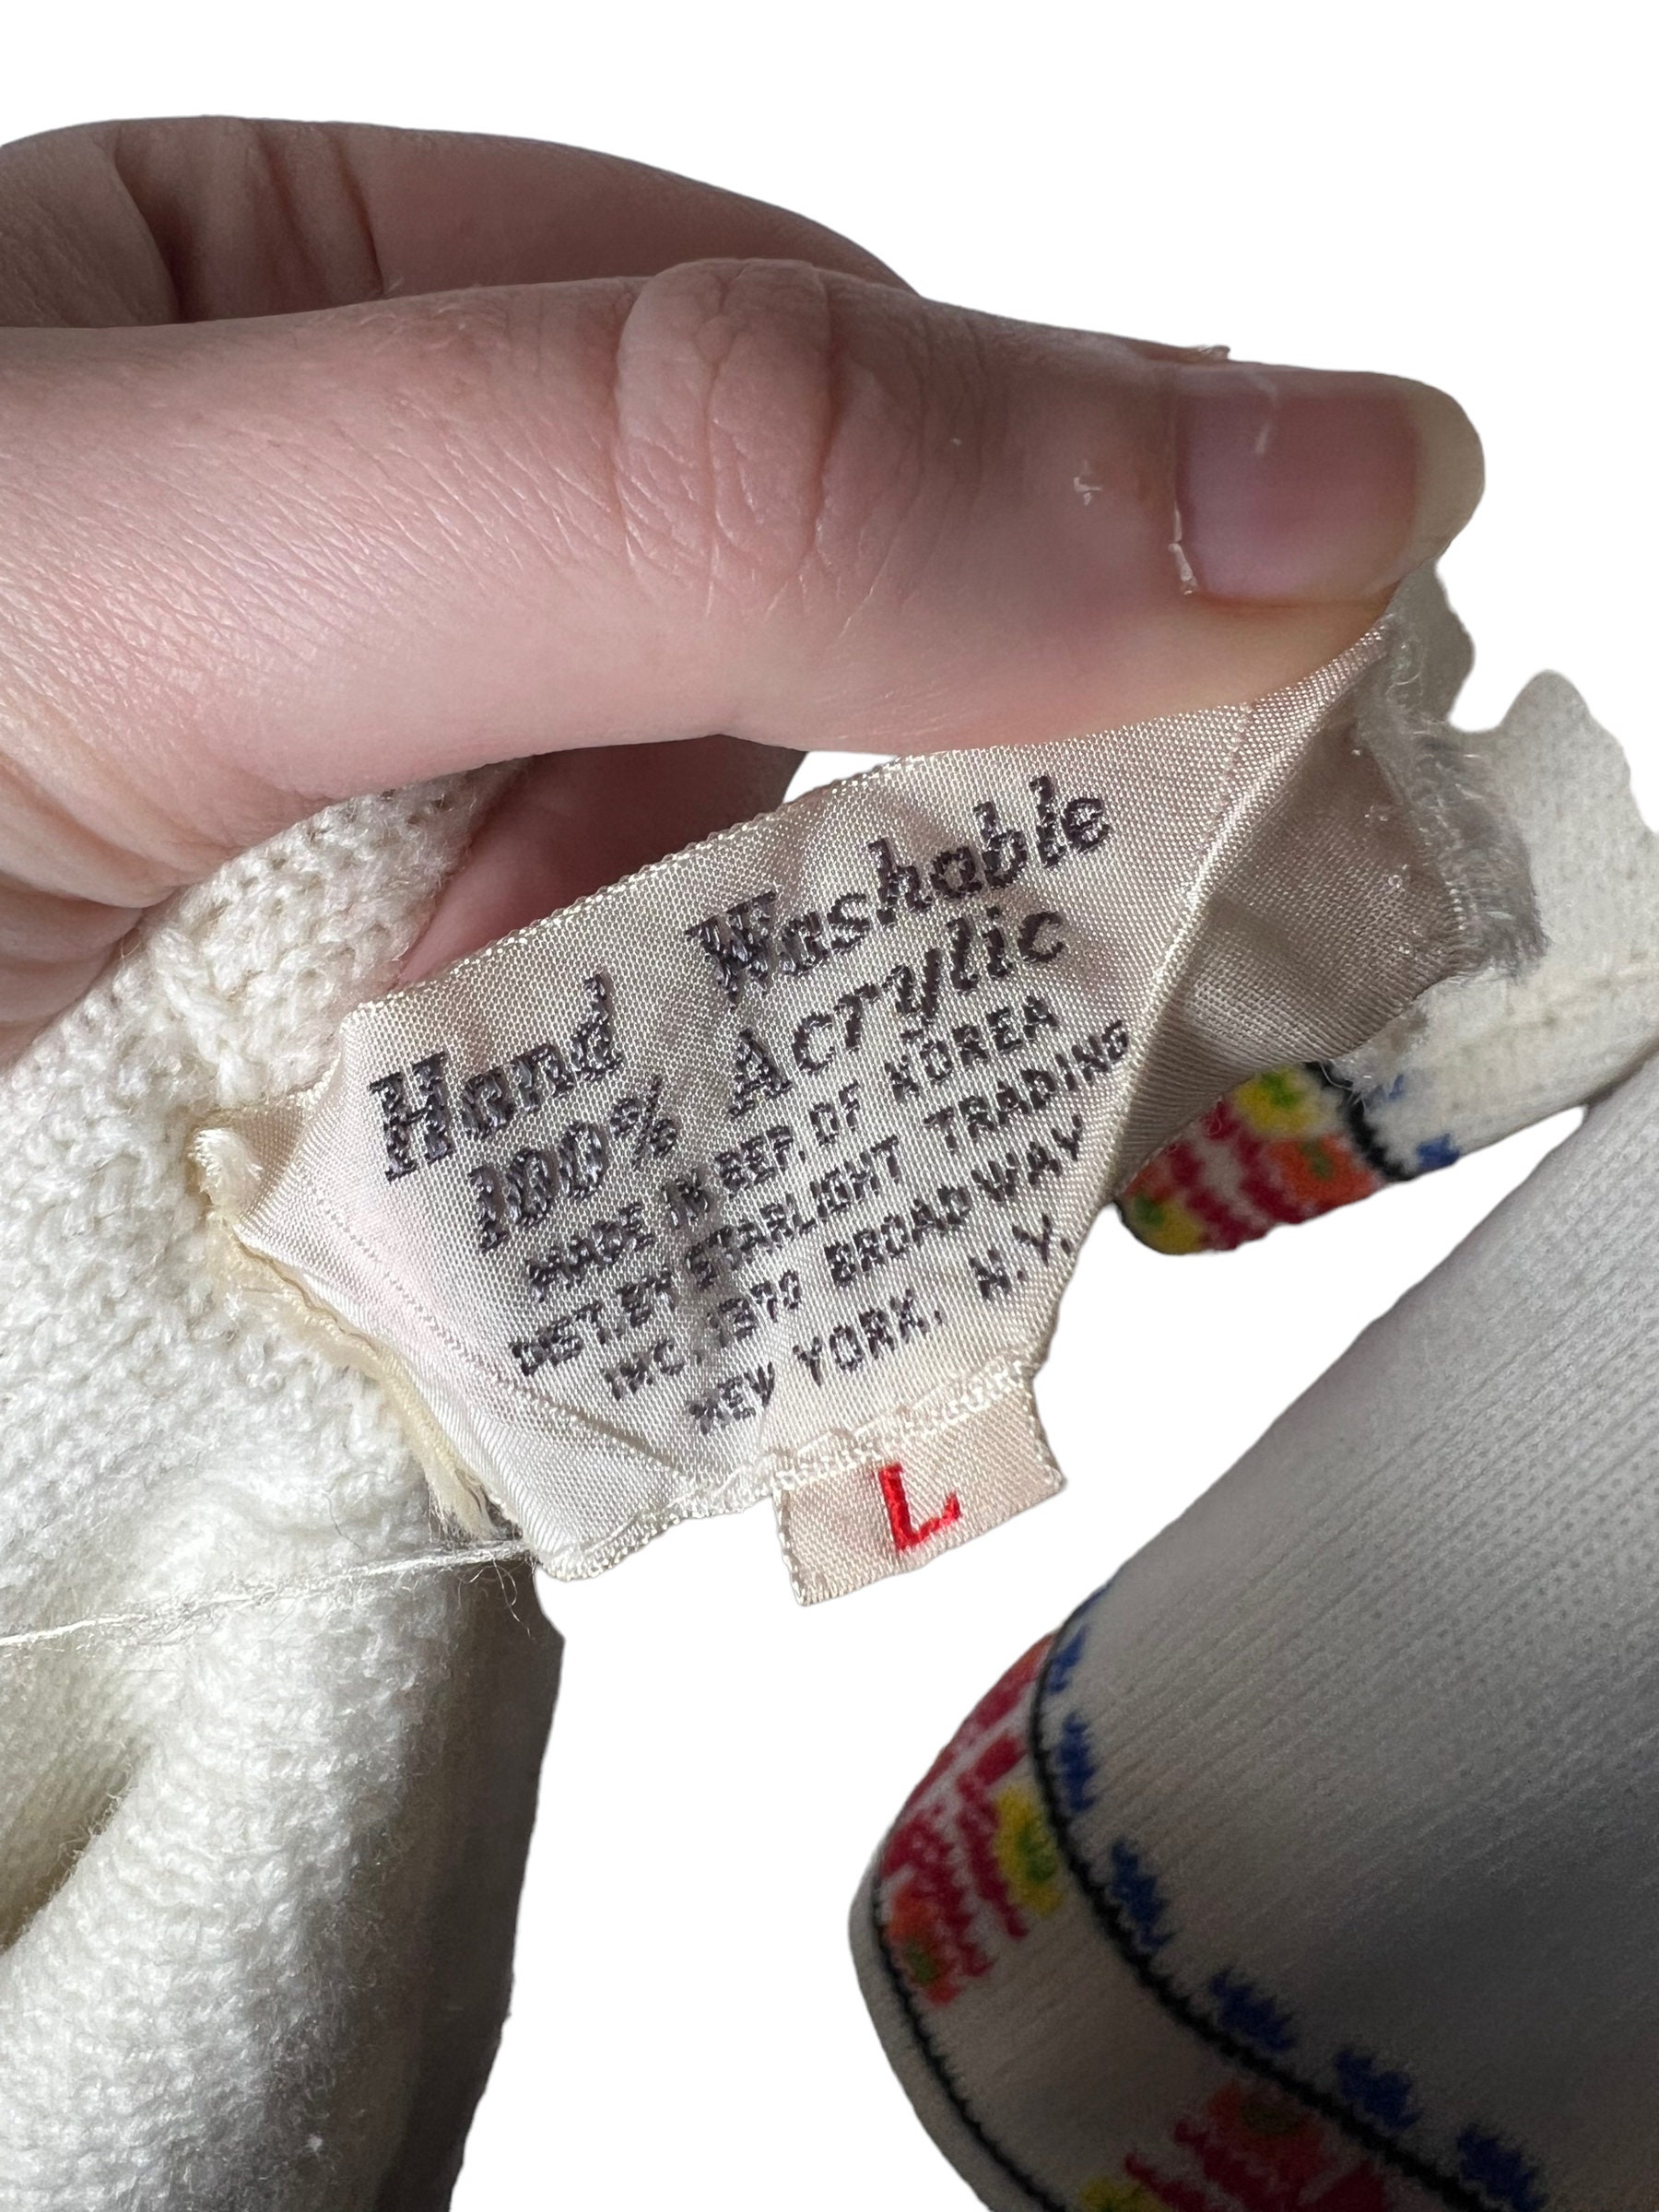 Hand Washable
100% Acrylic
MADE IN REP. OF KOREA
DIST. BY STARLIGHT TRADING
INC. 1370 BROADWAY
NEW YORK, N.Y.
L